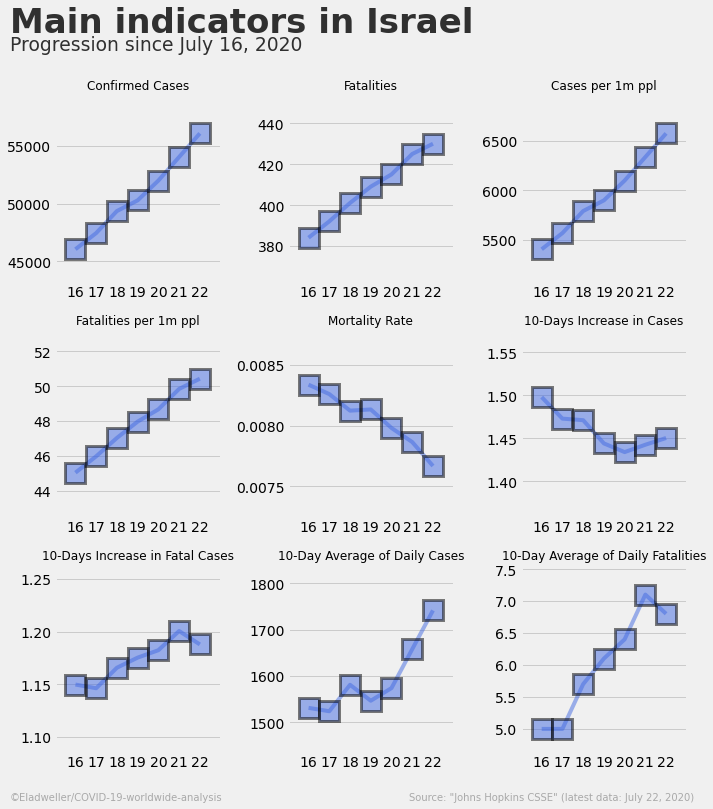 Main indicators in Israel
Progression since July 16, 2020
Confirmed Cases
55000
50000
45000
16 17 18 19 20 21 22
Fatalities
440
420
400
380
16 17 18 19 20 21 22
Cases per 1m ppl
6500
6000
5500
16 17 18 19 20 21 22
Fatalities per 1m ppl
52
50
48
46
44
16 17 18 19 20 21 22
Mortality Rate
0.0085
0.0080
0.0075
16 17 18 19 20 21 22
10-Days Increase in Cases
1.55
1.50
1.45
1.40
16 17 18 19 20 21 22
10-Days Increase in Fatal Cases
1.25
1.20
1.15
1.10
16 17 18 19 20 21 22
10-Day Average of Daily Cases
1800
1700
1600
1500
16 17 18 19 20 21 22
10-Day Average of Daily Fatalities
7.5
7.0
6.5
6.0
5.5
5.0
16 17 18 19 20 21 22
©Eladweller/COVID-19-worldwide-analysis
Source: "Johns Hopkins CSSE" (latest data: July 22, 2020)